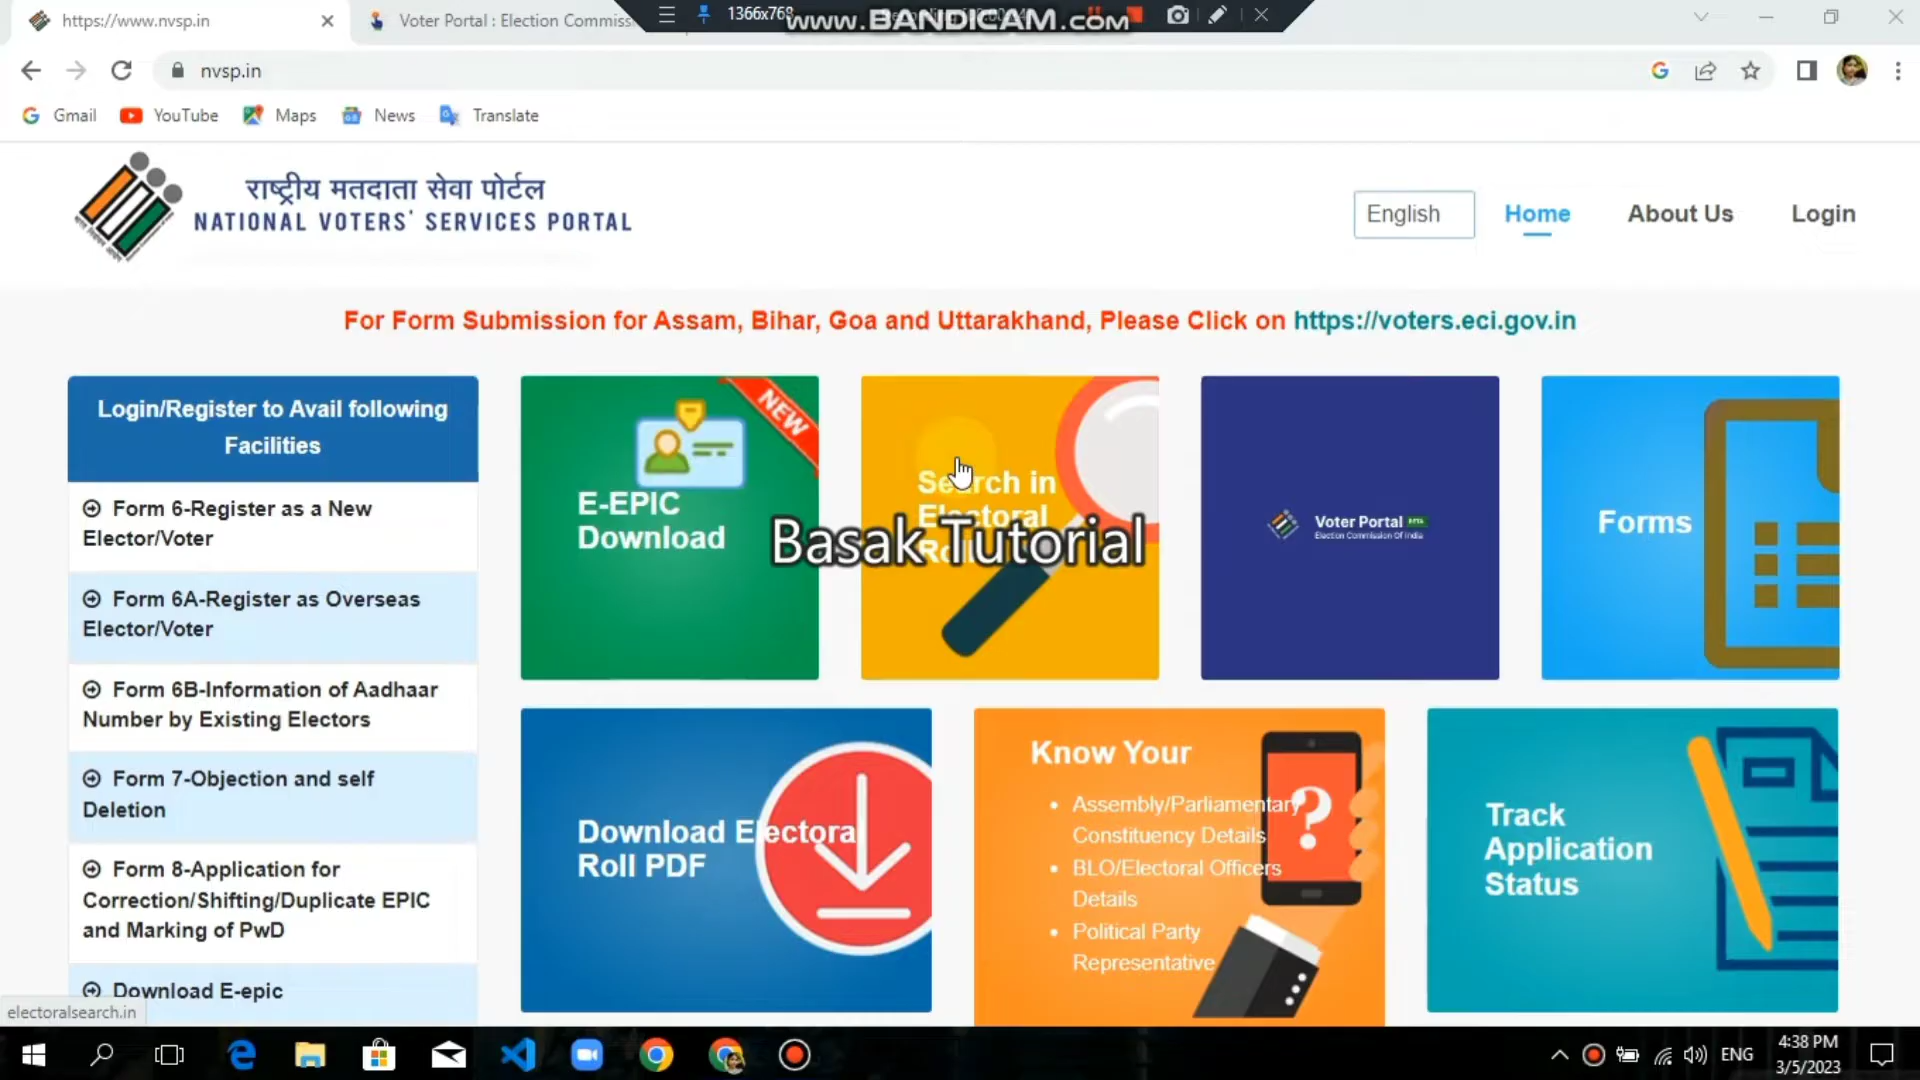 https://www.nvsp.in
Voter Portal : Election Commiss
1366x768
www.BANDICAM.com
nvsp.in
Gmail
YouTube
Maps
News
Translate
राष्ट्रीय मतदाता सेवा पोर्टल
NATIONAL VOTERS' SERVICES PORTAL
English
Home
About Us
Login
For Form Submission for Assam, Bihar, Goa and Uttarakhand, Please Click on https://voters.eci.gov.in
Login/Register to Avail following
Facilities
Form 6-Register as a New
Elector/Voter
Form 6A-Register as Overseas
Elector/Voter
Form 6B-Information of Aadhaar
Number by Existing Electors
Form 7-Objection and self
Deletion
Form 8-Application for
Correction/Shifting/Duplicate EPIC
and Marking of PwD
Download E-epic
NEW
E-EPIC
Download
Search in
Electoral
Basak Tutorial
Voter Portal BETA
Election Commission Of India
Forms
Download Electora
Roll PDF
Know Your
Assembly/Parliamentary
Constituency Details
BLO/Electoral Officers
Details
Political Party
Representative
Track
Application
Status
electoralsearch.in
ENG
4:38 PM
3/5/2023